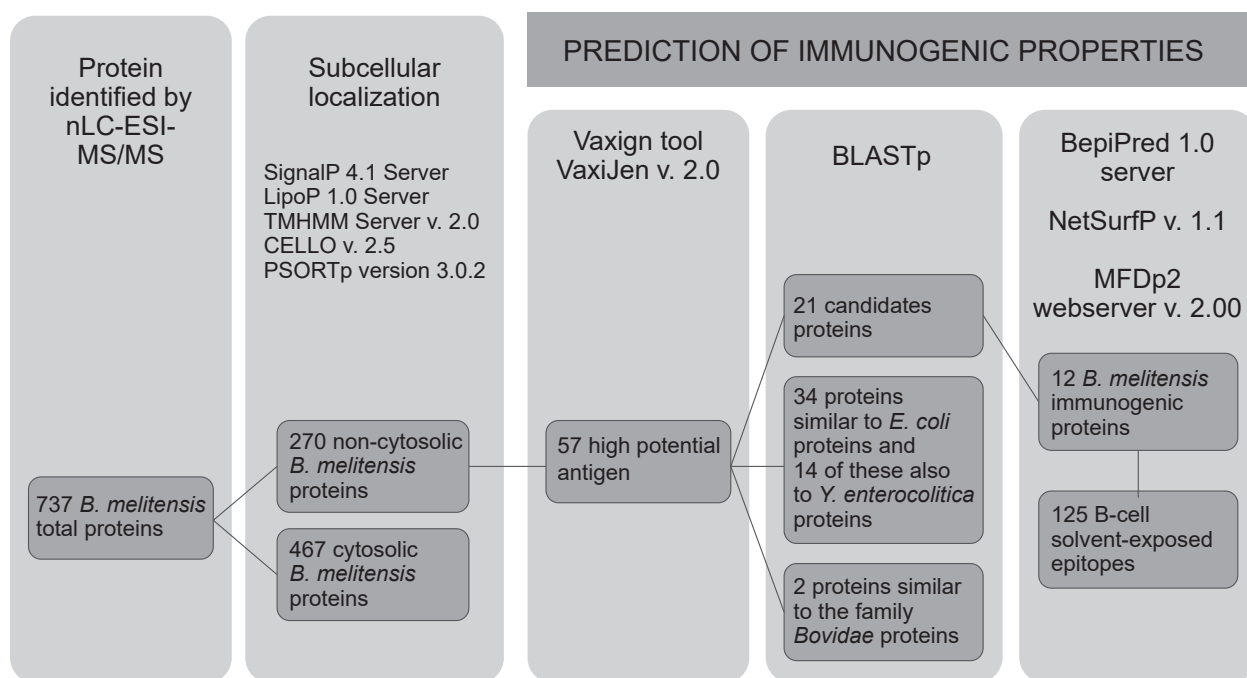 Protein
identified by
nLC-ESI-
MS/MS
737 B. melitensis
total proteins
Subcellular
localization
SignalP 4.1 Server
LipoP 1.0 Server
TMHMM Server v. 2.0
CELLO v. 2.5
PSORTp version 3.0.2
270 non-cytosolic
B. melitensis
proteins
467 cytosolic
B. melitensis
proteins
PREDICTION OF IMMUNOGENIC PROPERTIES
Vaxign tool
VaxiJen v. 2.0
57 high potential
antigen
BLASTp
21 candidates
proteins
34 proteins
similar to E. coli
proteins and
14 of these also
to Y. enterocolitica
proteins
2 proteins similar
to the family
Bovidae proteins
BepiPred 1.0
server
NetSurfP v. 1.1
MFDp2
webserver v. 2.00
12 B. melitensis
immunogenic
proteins
125 B-cell
solvent-exposed
epitopes